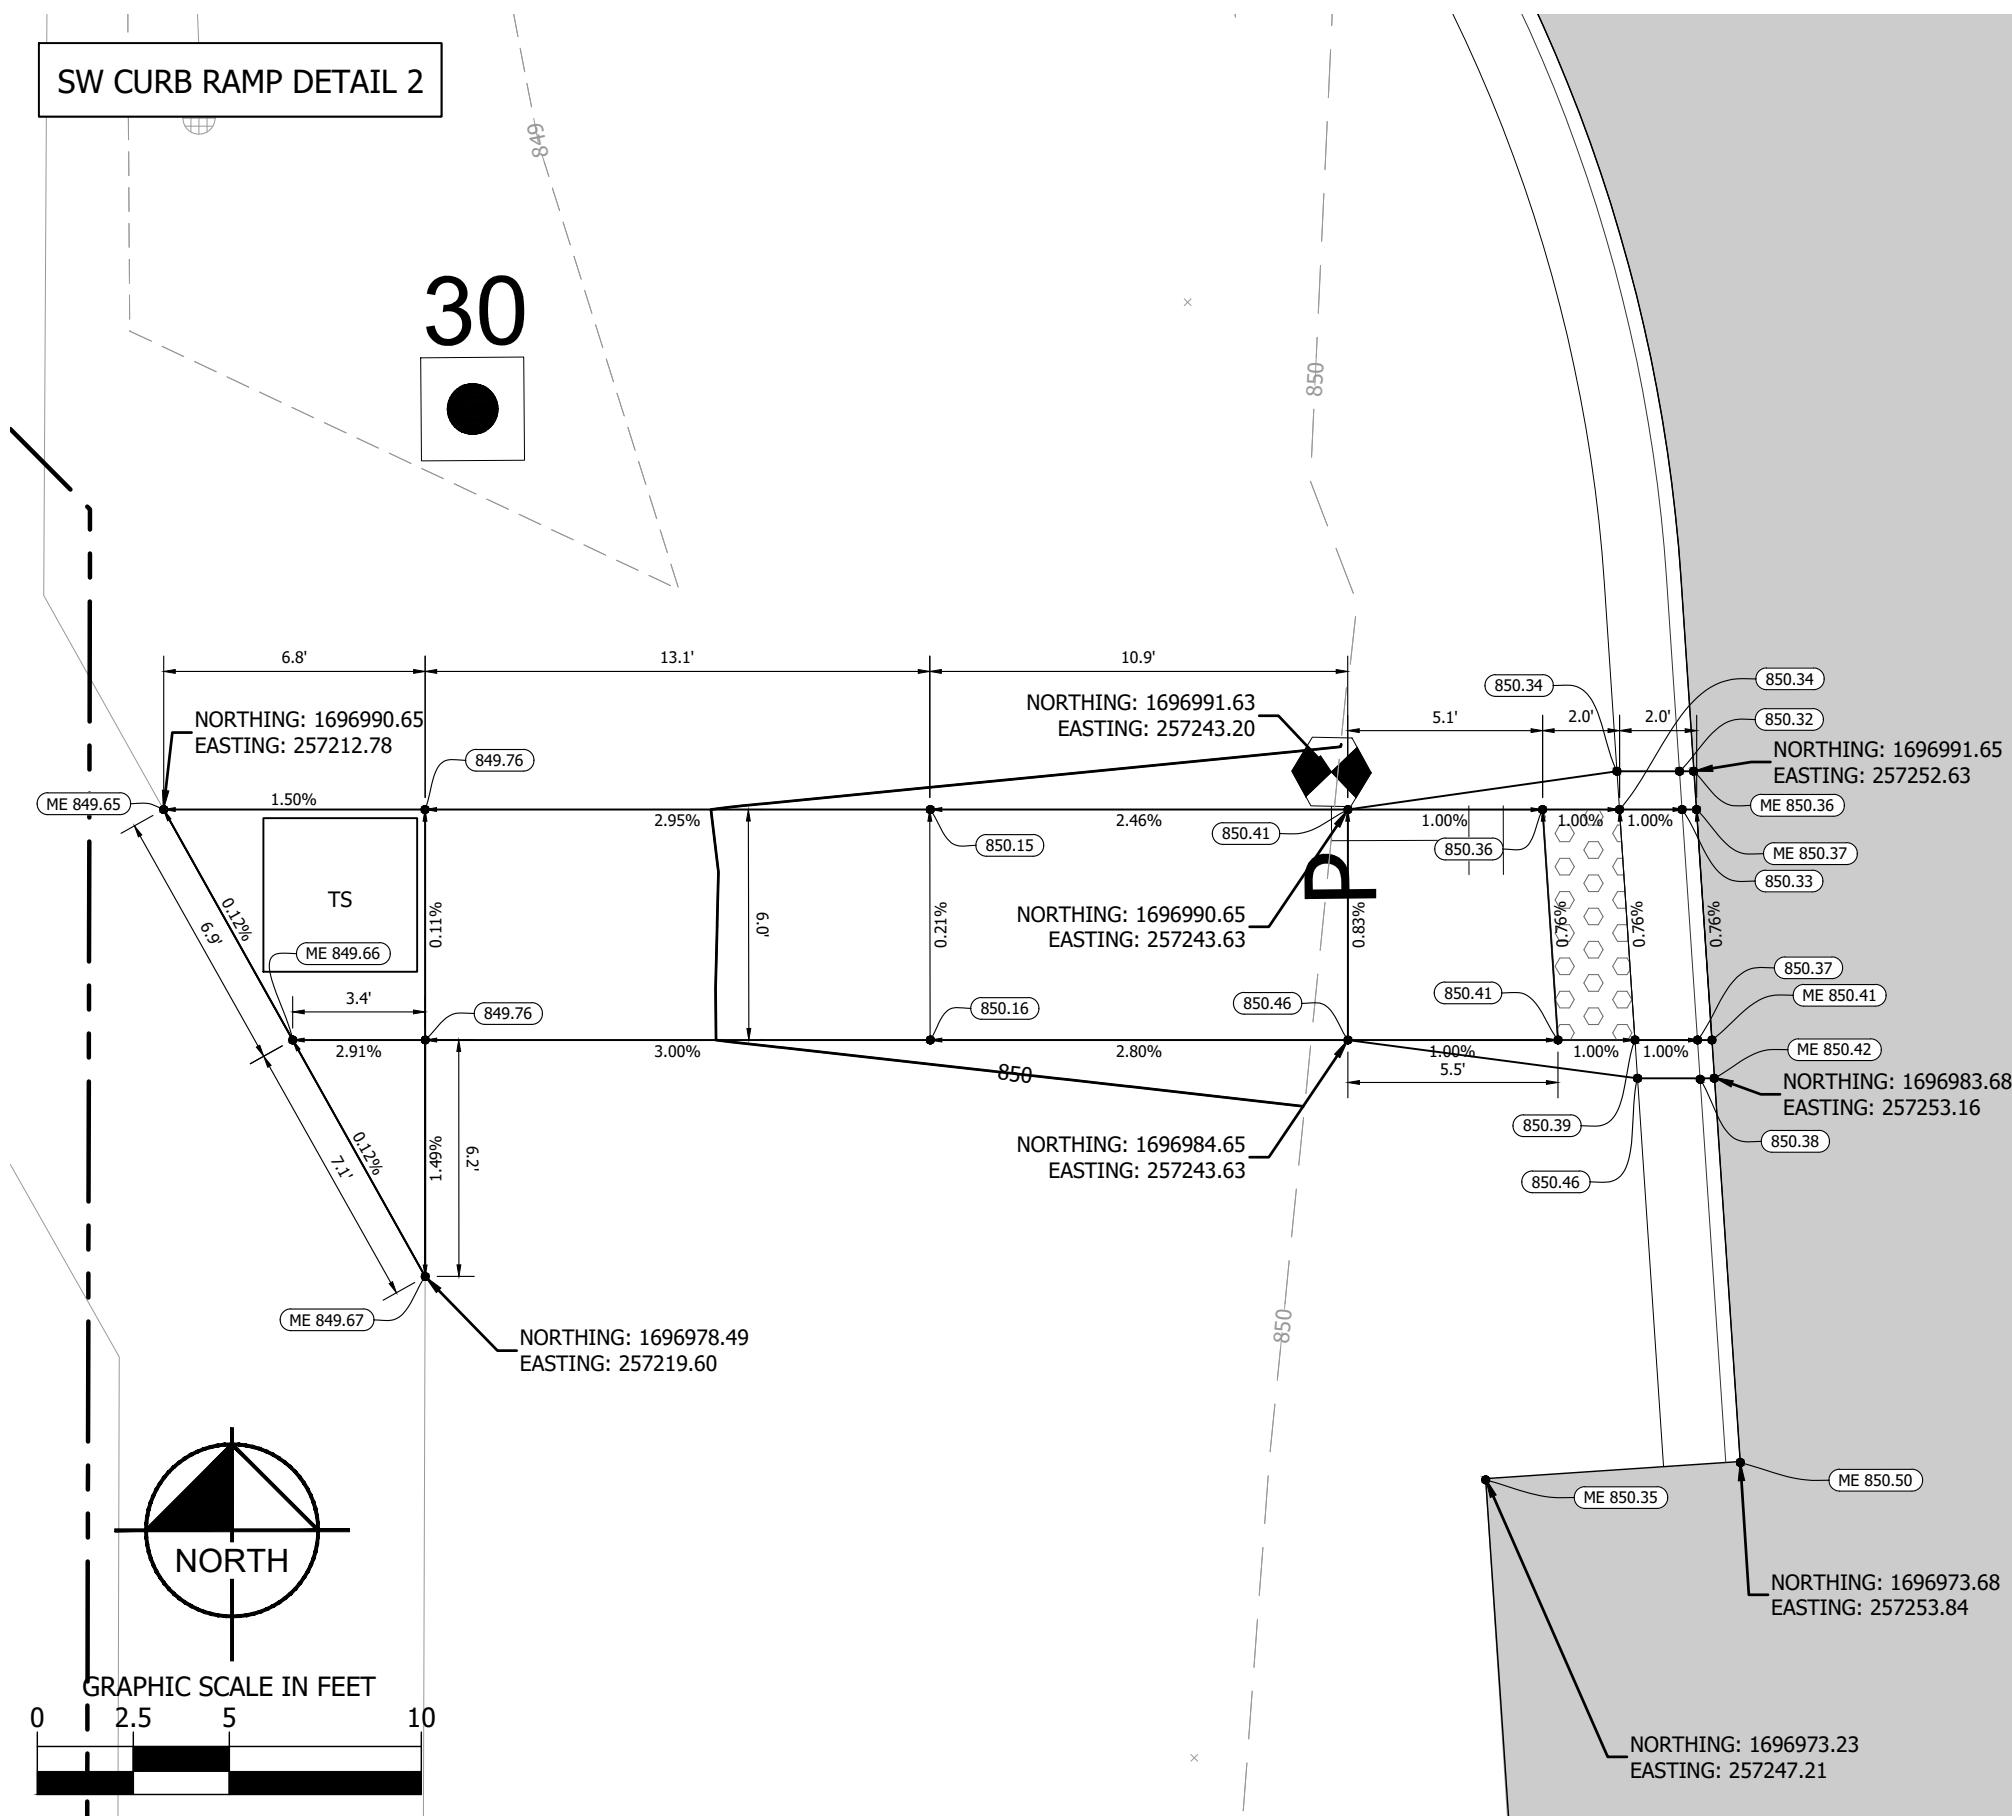 SW CURB RAMP DETAIL 2
849
30
850
6.8'
13.1'
10.9'
850.34
850.34
NORTHING: 1696990.65
EASTING: 257212.78
NORTHING: 1696991.63
EASTING: 257243.20
5.1'
2.0'
2.0'
850.32
NORTHING: 1696991.65
EASTING: 257252.63
849.76
ME 849.65
1.50%
2.95%
2.46%
1.00%
1.00%
1.00%
ME 850.36
850.41
850.36
850.15
ME 850.37
850.33
P
TS
0.12%
6.9'
0.11%
6.0'
0.21%
NORTHING: 1696990.65
EASTING: 257243.63
0.83%
0.76%
0.76%
0.76%
ME 849.66
850.37
3.4'
849.76
850.16
850.46
850.41
ME 850.41
2.91%
3.00%
2.80%
1.00%
1.00%
1.00%
ME 850.42
850
5.5'
NORTHING: 1696983.68
EASTING: 257253.16
850.39
850.38
0.12%
7.1'
1.49%
6.2'
NORTHING: 1696984.65
EASTING: 257243.63
850.46
ME 849.67
NORTHING: 1696978.49
EASTING: 257219.60
850
ME 850.35
ME 850.50
NORTH
NORTHING: 1696973.68
EASTING: 257253.84
GRAPHIC SCALE IN FEET
0 2.5 5 10
NORTHING: 1696973.23
EASTING: 257247.21